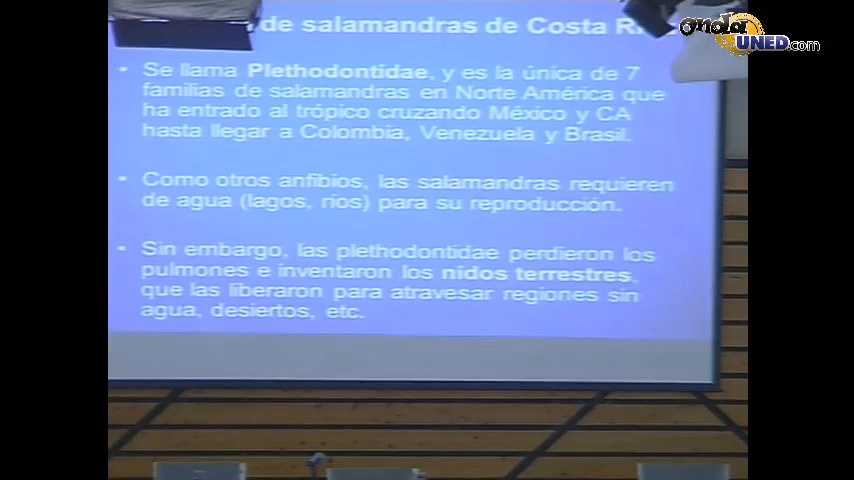 de salamandras de Costa
onda
UNED.com
• Se llama Plethodontidae, y es la única de 7
familias de salamandras en Norte América que
ha entrado al trópico cruzando México y CA
hasta llegar a Colombia, Venezuela y Brasil.
• Como otros anfibios, las salamandras requieren
de agua (lagos, ríos) para su reproducción.
• Sin embargo, las plethodontidae perdieron los
pulmones e inventaron los nidos terrestres,
que las liberaron para atravesar regiones sin
agua, desiertos, etc.